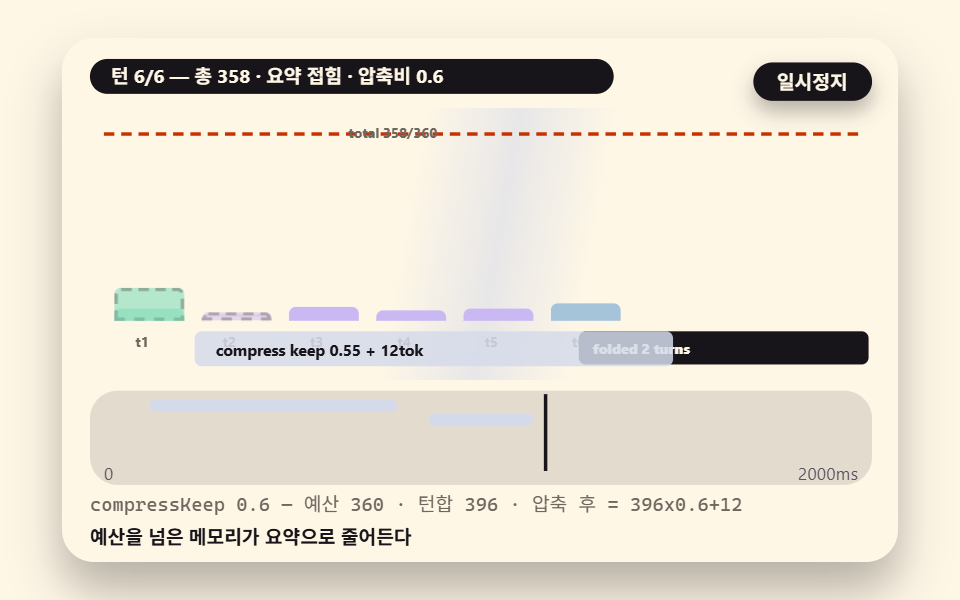 턴 6/6 — 총 358 · 요약 접힘 · 압축비 0.6
일시정지
total 358/360
t1 t2 t3 t4 t5
compress keep 0.55 + 12tok
folded 2 turns
0 2000ms
compressKeep 0.6 — 예산 360 · 턴합 396 · 압축 후 = 396x0.6+12
예산을 넘은 메모리가 요약으로 줄어든다